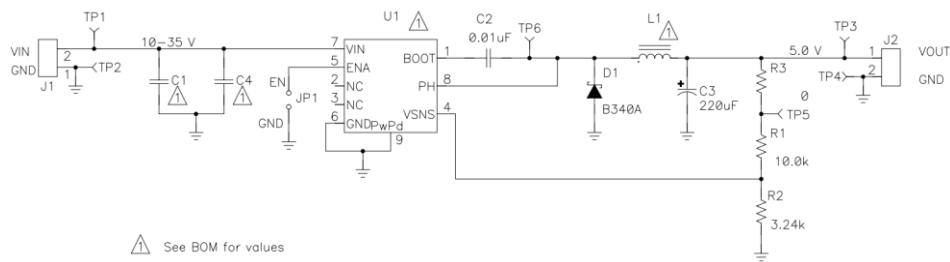 TP1
VIN
GND
2
1
J1
TP2
10-35 V
C1
1
C4
1
EN
JP1
GND
U1
1
7
VIN
5
ENA
2
NC
3
NC
6
GND
PwPd
9
BOOT
1
PH
8
VSNS
4
C2
0.01uF
TP6
D1
B340A
L1
1
C3
220uF
5.0 V
TP3
J2
1
2
VOUT
GND
TP4
R3
0
TP5
R1
10.0k
R2
3.24k
1 See BOM for values